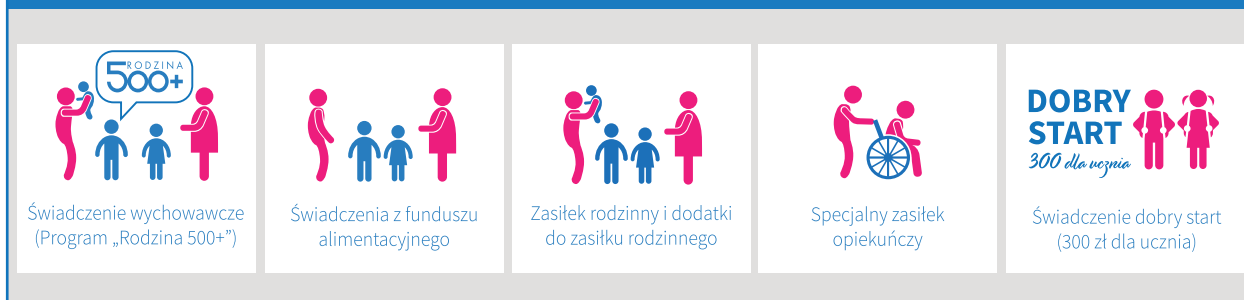 RODZINA
500+
Świadczenie wychowawcze
(Program „Rodzina 500+”)
Świadczenia z funduszu
alimentacyjnego
Zasiłek rodzinny i dodatki
do zasiłku rodzinnego
Specjalny zasiłek
opiekuńczy
DOBRY
START
300 dla ucznia
Świadczenie dobry start
(300 zł dla ucznia)